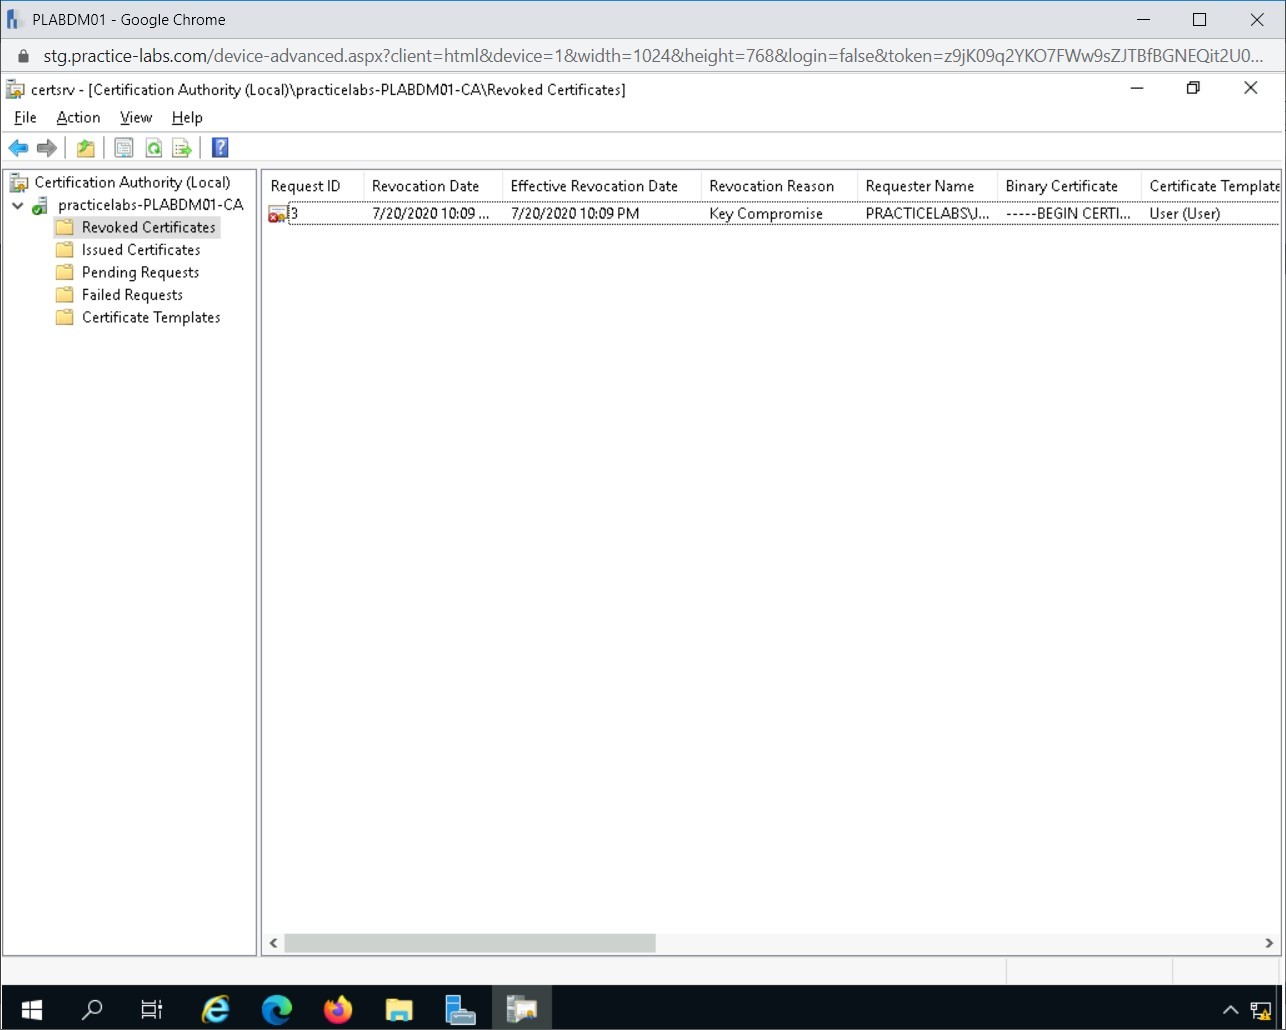 PLABDM01 - Google Chrome
stg.practice-labs.com/device-advanced.aspx?client=html&device=1&width=1024&height=768&login=false&token=z9jK09q2YKO7FWw9sZJTBfBGNEQit2U0...
certsrv - [Certification Authority (Local)\practicelabs-PLABDM01-CA\Revoked Certificates]
File Action View Help
Certification Authority (Local)
practicelabs-PLABDM01-CA
Revoked Certificates
Issued Certificates
Pending Requests
Failed Requests
Certificate Templates
Request ID Revocation Date Effective Revocation Date Revocation Reason Requester Name Binary Certificate Certificate Template
3 7/20/2020 10:09 ... 7/20/2020 10:09 PM Key Compromise PRACTICELABS\J... -----BEGIN CERTI... User (User)